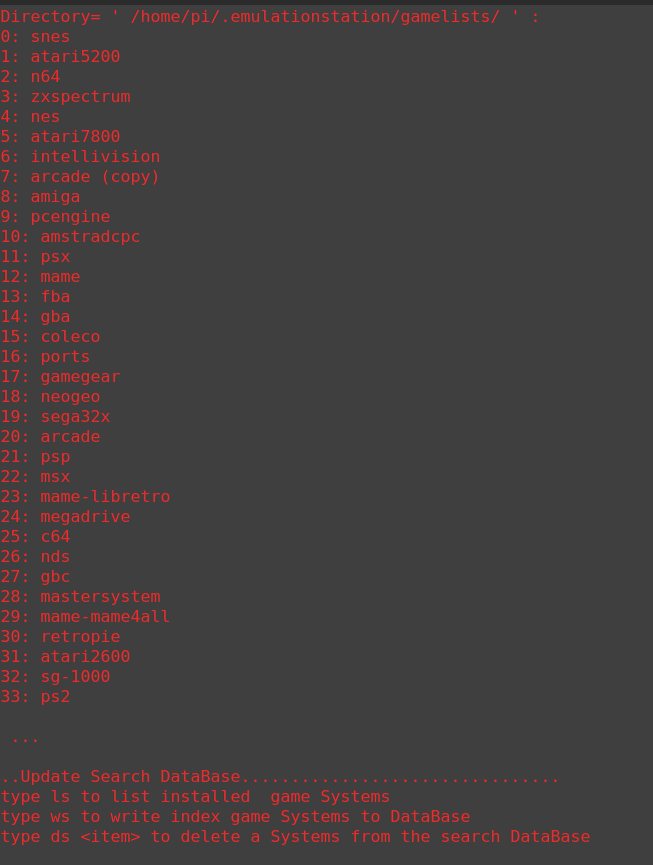 Directory= ' /home/pi/.emulationstation/gamelists/ ' :
0: snes
1: atari5200
2: n64
3: zxspectrum
4: nes
5: atari7800
6: intellivision
7: arcade (copy)
8: amiga
9: pcengine
10: amstradcpc
11: psx
12: mame
13: fba
14: gba
15: coleco
16: ports
17: gamegear
18: neogeo
19: sega32x
20: arcade
21: psp
22: msx
23: mame-libretro
24: megadrive
25: c64
26: nds
27: gbc
28: mastersystem
29: mame-mame4all
30: retropie
31: atari2600
32: sg-1000
33: ps2
...
..Update Search DataBase................................
type ls to list installed  game Systems
type ws to write index game Systems to DataBase
type ds <item> to delete a Systems from the search DataBase